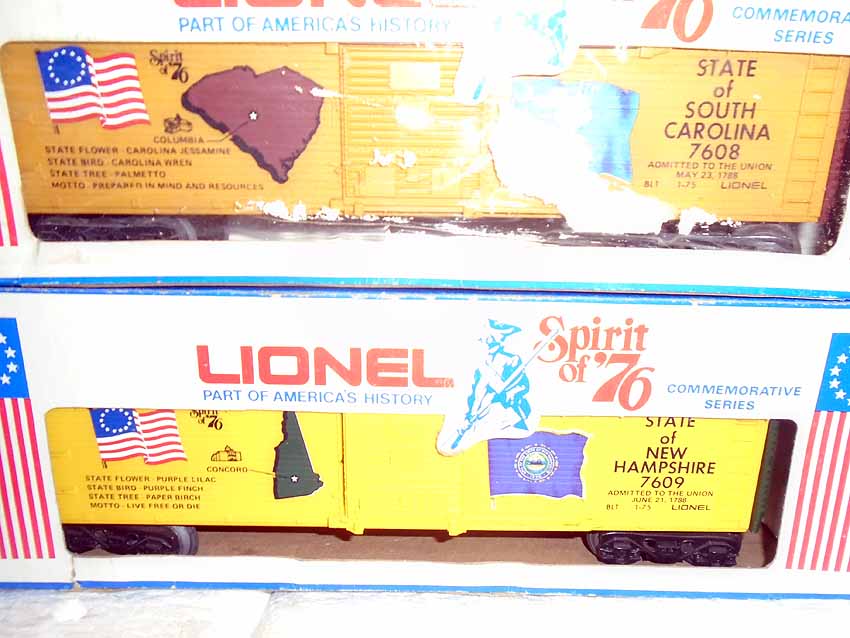 LIONEL
PART OF AMERICA'S HISTORY
'76
COMMEMORA
SERIES
Spirit
of '76
COLUMBIA
STATE FLOWER - CAROLINA JESSAMINE
STATE BIRD - CAROLINA WREN
STATE TREE - PALMETTO
MOTTO - PREPARED IN MIND AND RESOURCES
STATE
of
SOUTH
CAROLINA
7608
ADMITTED TO THE UNION
MAY 23, 1788
BLT 1-75 LIONEL
LIONEL
PART OF AMERICA'S HISTORY
Spirit
of '76
COMMEMORATIVE
SERIES
Spirit
of '76
CONCORD
STATE FLOWER - PURPLE LILAC
STATE BIRD - PURPLE FINCH
STATE TREE - PAPER BIRCH
MOTTO - LIVE FREE OR DIE
STATE
of
NEW
HAMPSHIRE
7609
ADMITTED TO THE UNION
JUNE 21, 1788
BLT 1-75 LIONEL